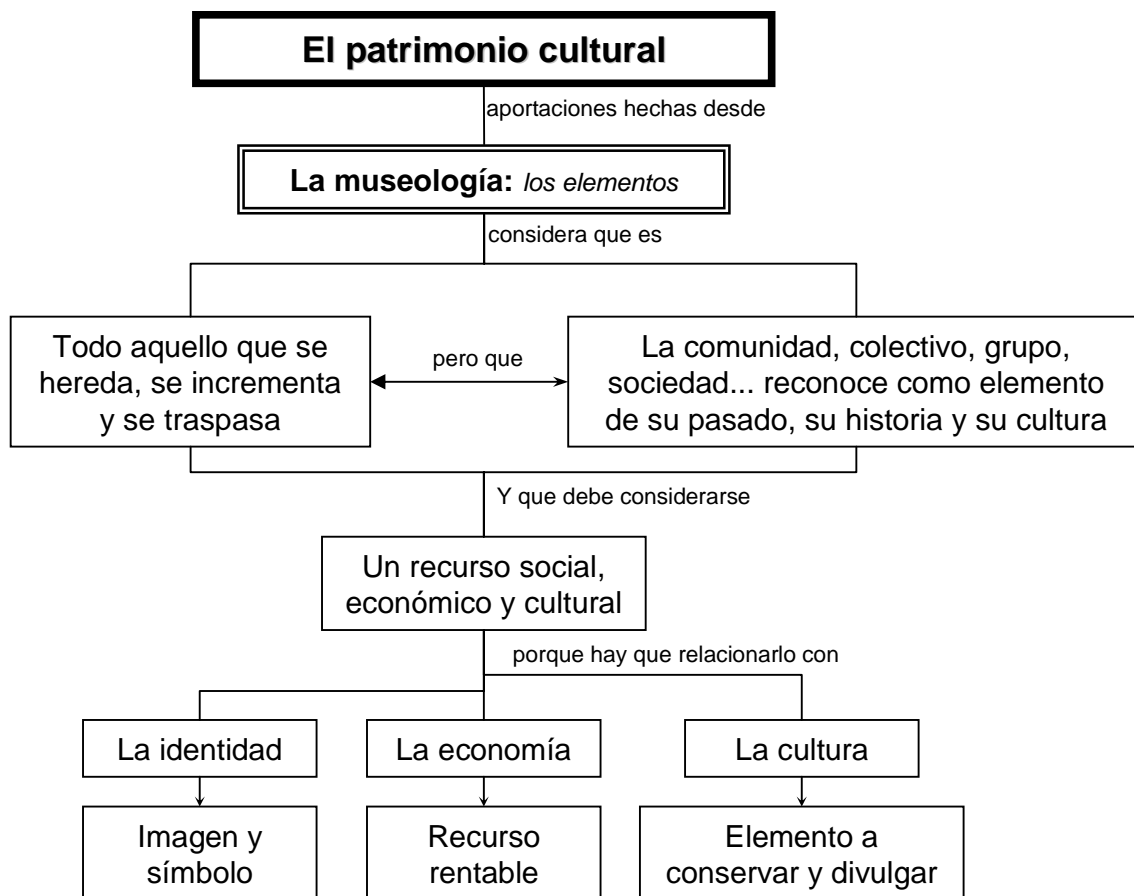 El patrimonio cultural
aportaciones hechas desde
La museología: los elementos
considera que es
Todo aquello que se
hereda, se incrementa
y se traspasa
pero que
La comunidad, colectivo, grupo,
sociedad... reconoce como elemento
de su pasado, su historia y su cultura
Y que debe considerarse
Un recurso social,
económico y cultural
porque hay que relacionarlo con
La identidad
La economía
La cultura
Imagen y
símbolo
Recurso
rentable
Elemento a
conservar y divulgar